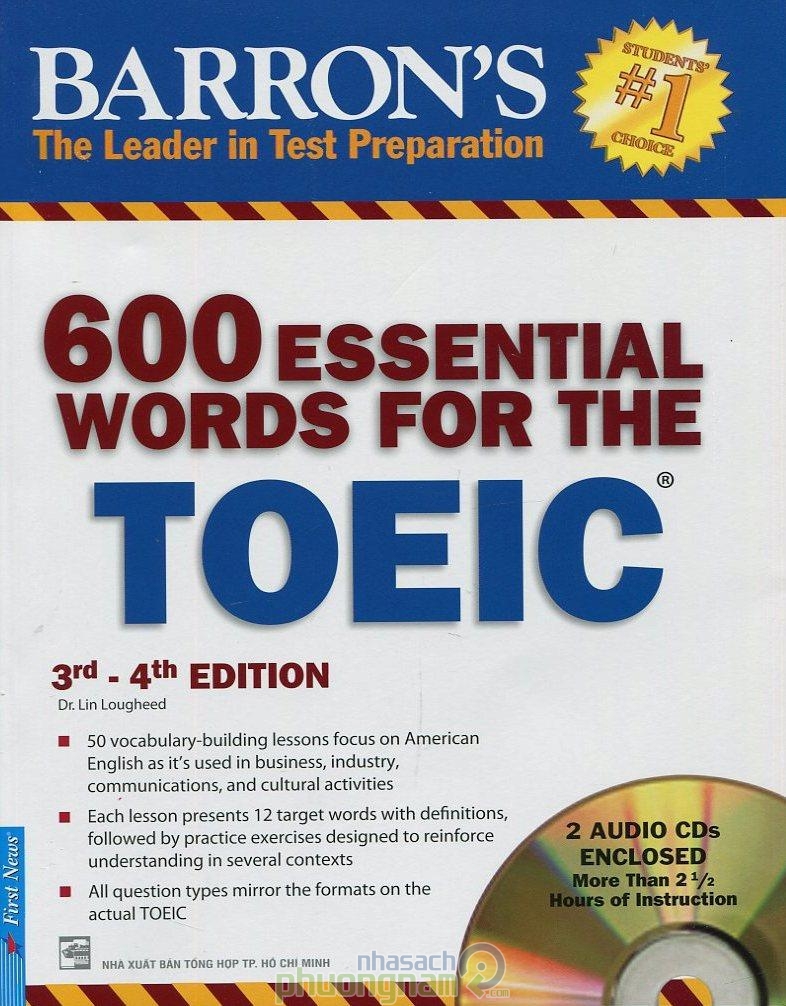 BARRON'S
The Leader in Test Preparation
STUDENTS'
#1
CHOICE
600 ESSENTIAL
WORDS FOR THE
TOEIC®
3rd - 4th EDITION
Dr. Lin Lougheed
■ 50 vocabulary-building lessons focus on American
English as it's used in business, industry,
communications, and cultural activities
■ Each lesson presents 12 target words with definitions,
followed by practice exercises designed to reinforce
understanding in several contexts
■ All question types mirror the formats on the
actual TOEIC
2 AUDIO CDs
ENCLOSED
More Than 2 1/2
Hours of Instruction
First News
NHÀ XUẤT BẢN TỔNG HỢP TP. HỒ CHÍ MINH
nhasach
phuongnam
.com